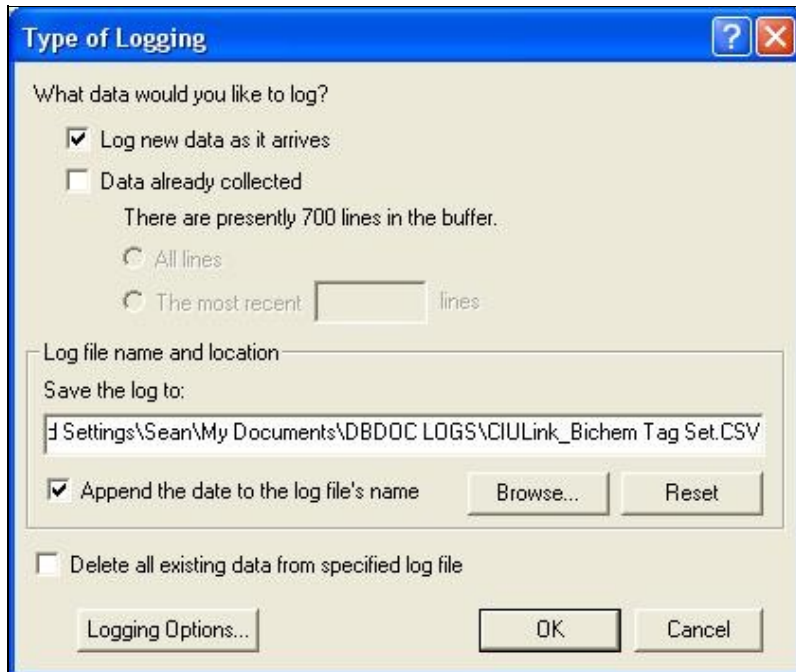 Type of Logging
What data would you like to log?
Log new data as it arrives
Data already collected
There are presently 700 lines in the buffer.
All lines
The most recent lines
Log file name and location
Save the log to:
d Settings\Sean\My Documents\DBDOC LOGS\CIULink_Bichem Tag Set.CSV
Append the date to the log file's name
Browse...
Reset
Delete all existing data from specified log file
Logging Options...
OK
Cancel